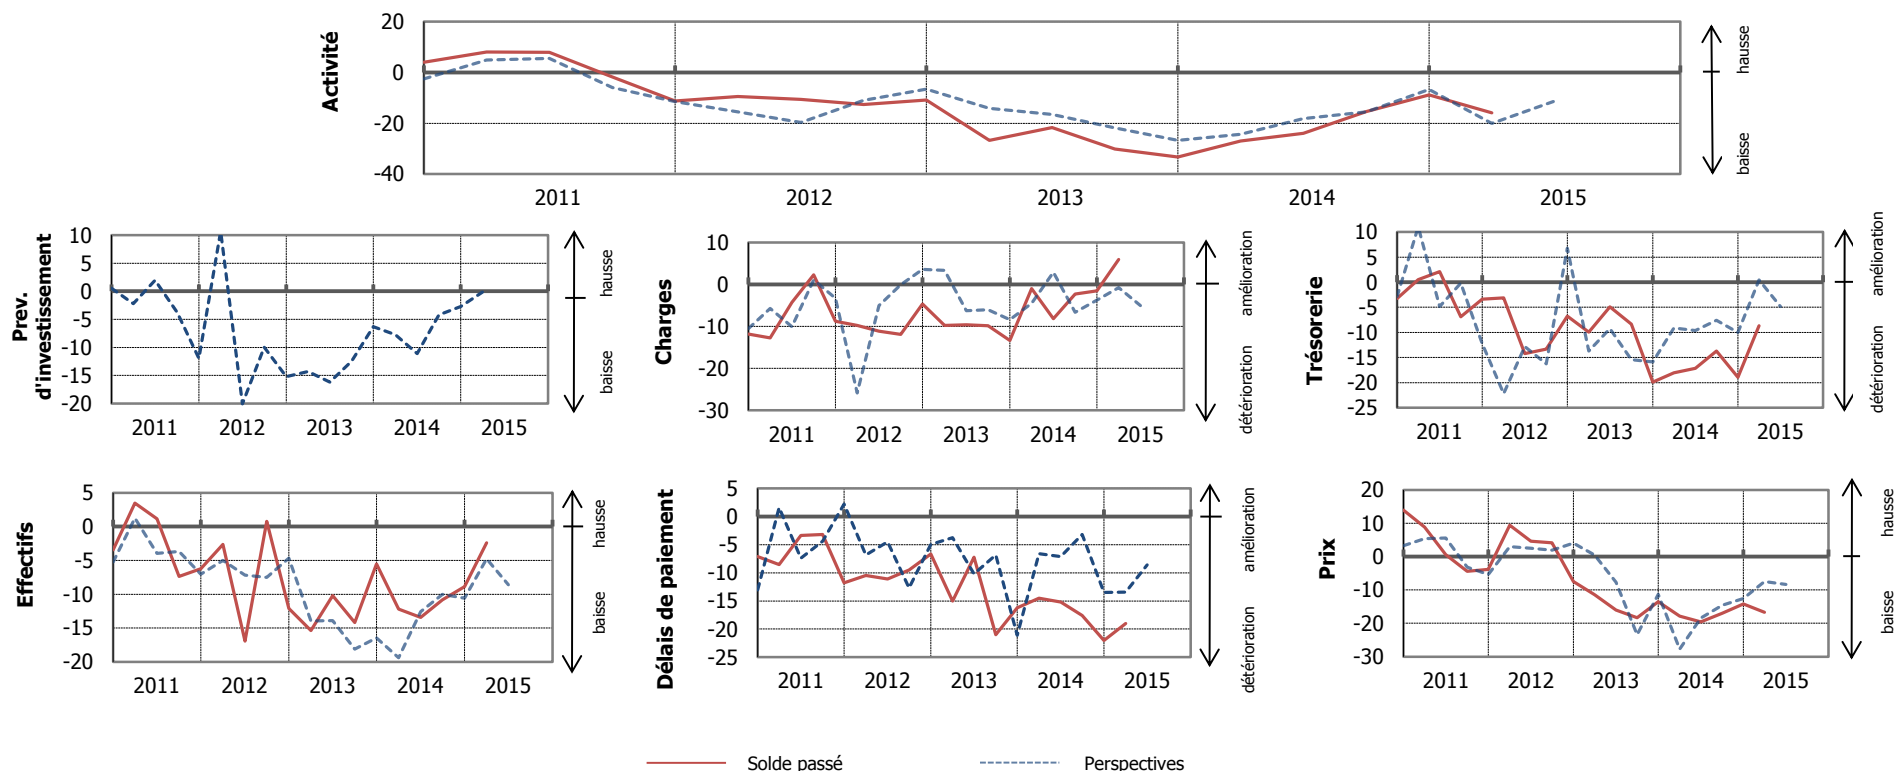 Activité
20
0
-20
-40
2011 2012 2013 2014 2015
hausse
baisse
Prev.
d'investissement
10
5
0
-5
-10
-15
-20
2011 2012 2013 2014 2015
hausse
baisse
Charges
10
0
-10
-20
-30
2011 2012 2013 2014 2015
amélioration
détérioration
Trésorerie
10
5
0
-5
-10
-15
-20
-25
2011 2012 2013 2014 2015
amélioration
détérioration
Effectifs
5
0
-5
-10
-15
-20
2011 2012 2013 2014 2015
hausse
baisse
Délais de paiement
5
0
-5
-10
-15
-20
-25
2011 2012 2013 2014 2015
amélioration
détérioration
Prix
20
10
0
-10
-20
-30
2011 2012 2013 2014 2015
hausse
baisse
Solde passé Perspectives